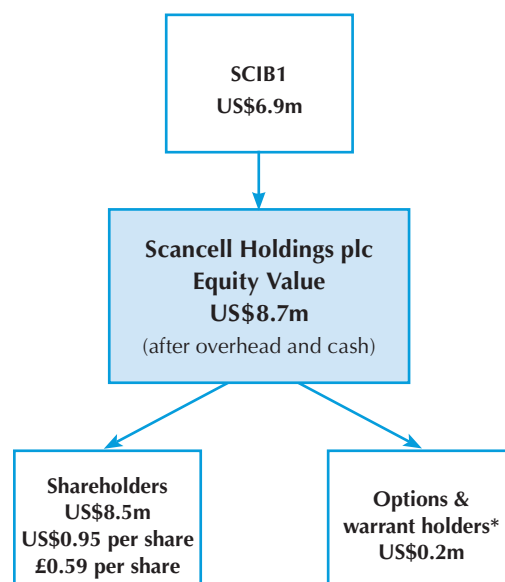 SCIB1
US$6.9m
Scancell Holdings plc
Equity Value
US$8.7m
(after overhead and cash)
Shareholders
US$8.5m
US$0.95 per share
£0.59 per share
Options &
warrant holders*
US$0.2m